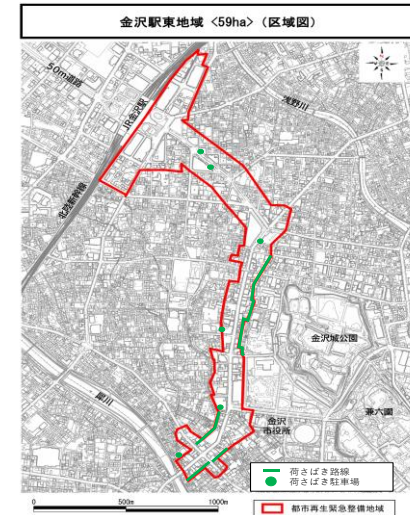 金沢駅東地域 <59ha>（区域図）
50m道路
JR金沢駅
浅野川
北陸新幹線
金沢城公園
兼六園
犀川
金沢
市役所
荷さばき路線
荷さばき駐車場
0 500m 1000m
都市再生緊急整備地域